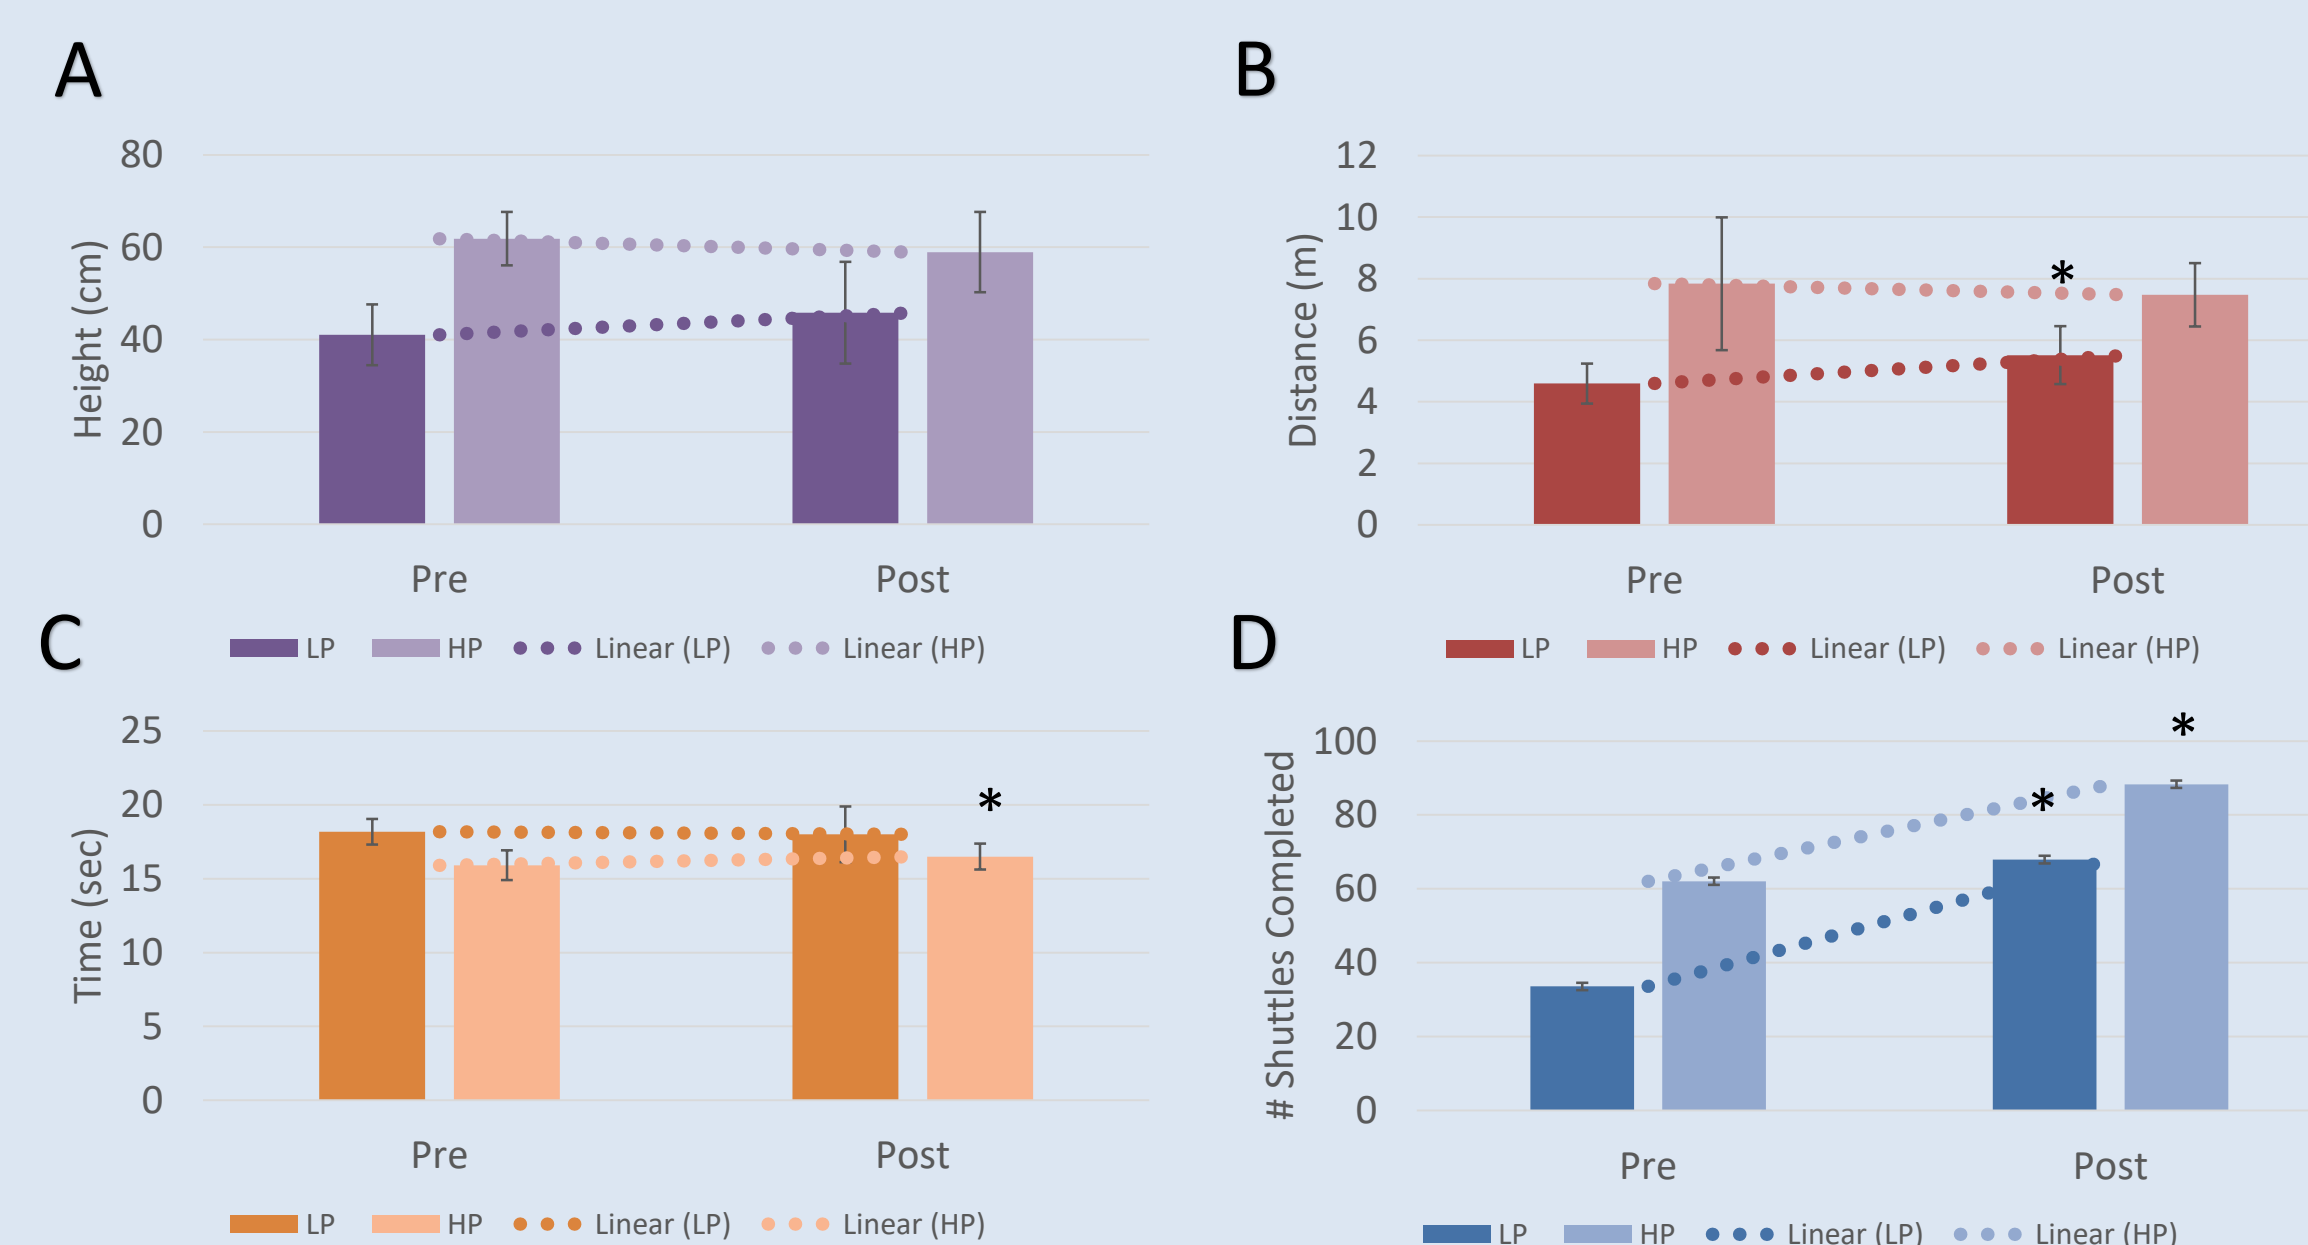 A
80
60
40
20
0
Height (cm)
Pre Post
LP HP Linear (LP) Linear (HP)
B
12
10
8
6
4
2
0
Distance (m)
*
Pre Post
LP HP Linear (LP) Linear (HP)
C
25
20
15
10
5
0
Time (sec)
*
Pre Post
LP HP Linear (LP) Linear (HP)
D
100
80
60
40
20
0
# Shuttles Completed
*
*
Pre Post
LP HP Linear (LP) Linear (HP)